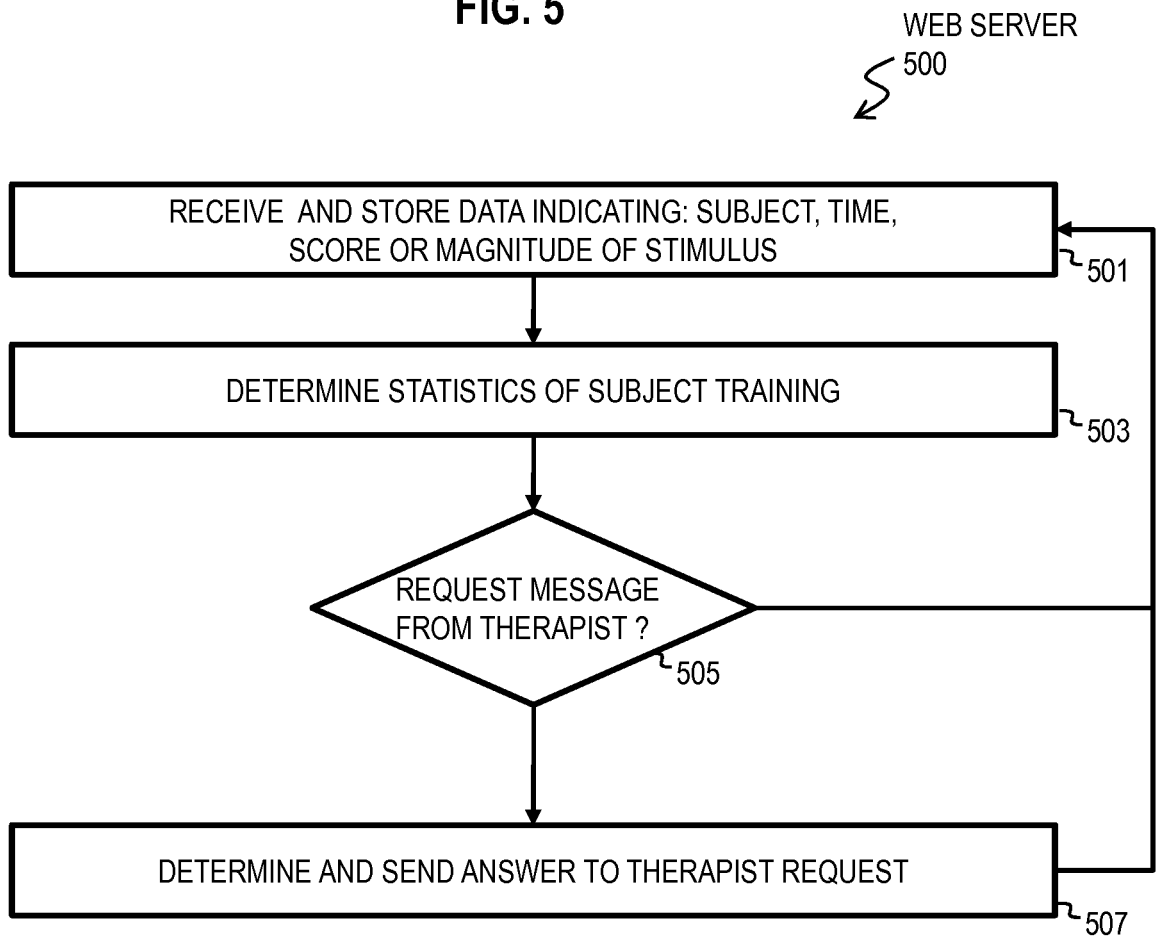 FIG. 5
WEB SERVER
500
RECEIVE AND STORE DATA INDICATING: SUBJECT, TIME,
SCORE OR MAGNITUDE OF STIMULUS
501
DETERMINE STATISTICS OF SUBJECT TRAINING
503
REQUEST MESSAGE
FROM THERAPIST ?
505
DETERMINE AND SEND ANSWER TO THERAPIST REQUEST
507